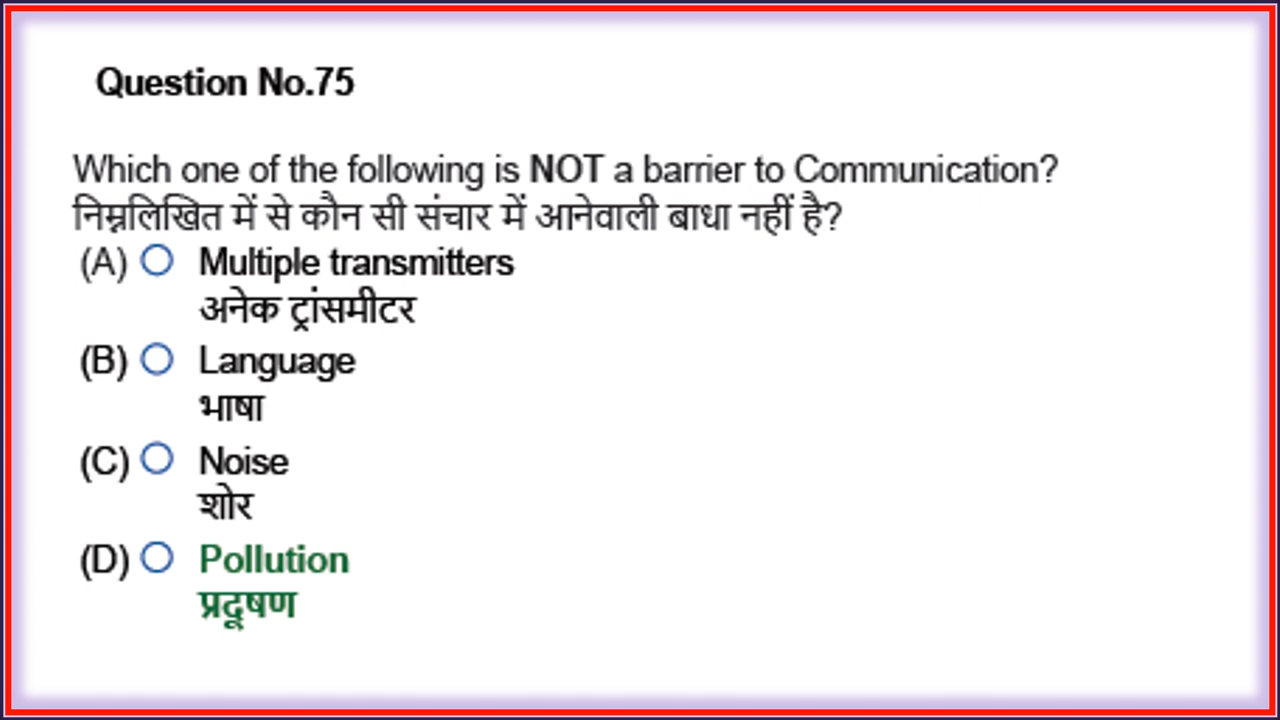 Question No.75
Which one of the following is NOT a barrier to Communication?
निम्नलिखित में से कौन सी संचार में आनेवाली बाधा नहीं है?
(A) Multiple transmitters
अनेक ट्रांसमीटर
(B) Language
भाषा
(C) Noise
शोर
(D) Pollution
प्रदूषण